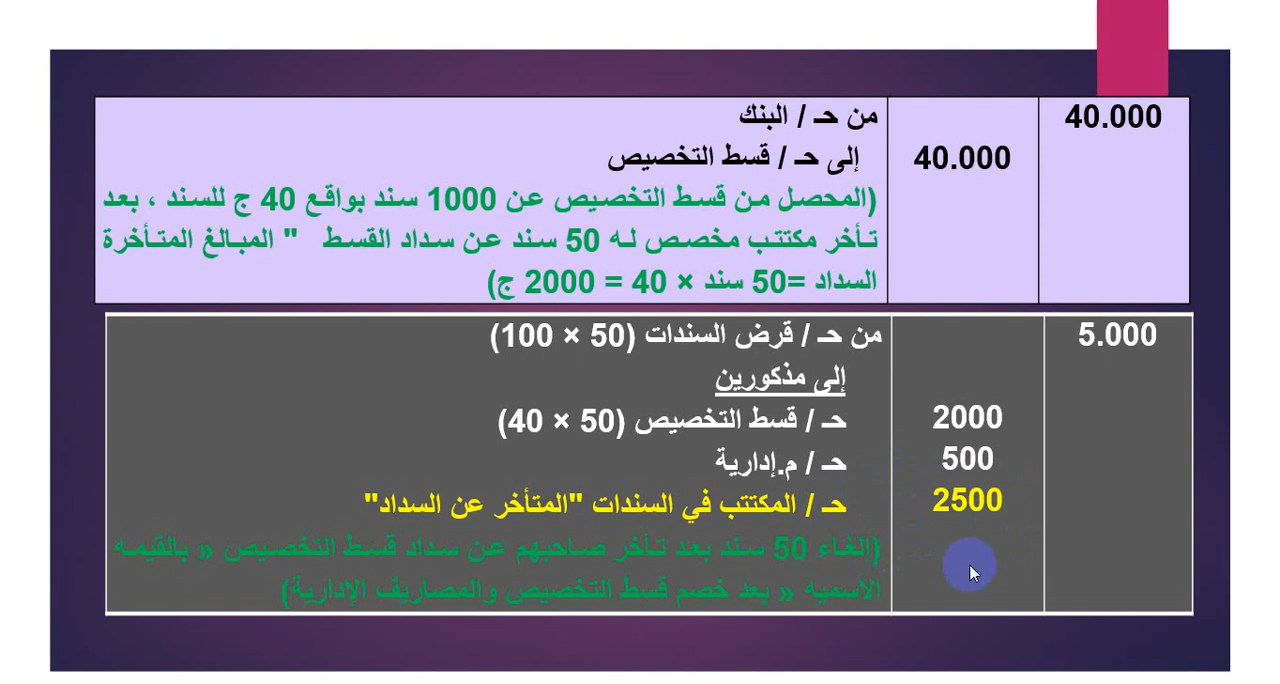 40.000 من حـ / البنك
40.000 إلى حـ / قسط التخصيص
(المحصل من قسط التخصيص عن 1000 سند بواقع 40 ج للسند ، بعد
تأخر مكتتب مخصص له 50 سند عن سداد القسط " المبالغ المتأخرة
السداد =50 سند × 40 = 2000 ج)
5.000 من حـ / قرض السندات (50 × 100)
إلى مذكورين
2000 حـ / قسط التخصيص (50 × 40)
500 حـ / م.إدارية
2500 حـ / المكتتب في السندات "المتأخر عن السداد"
(إلغاء 50 سند بعد تأخر صاحبهم عن سداد قسط التخصيص « بالقيمه
الأسميه « بعد خصم قسط التخصيص والمصاريف الإدارية)